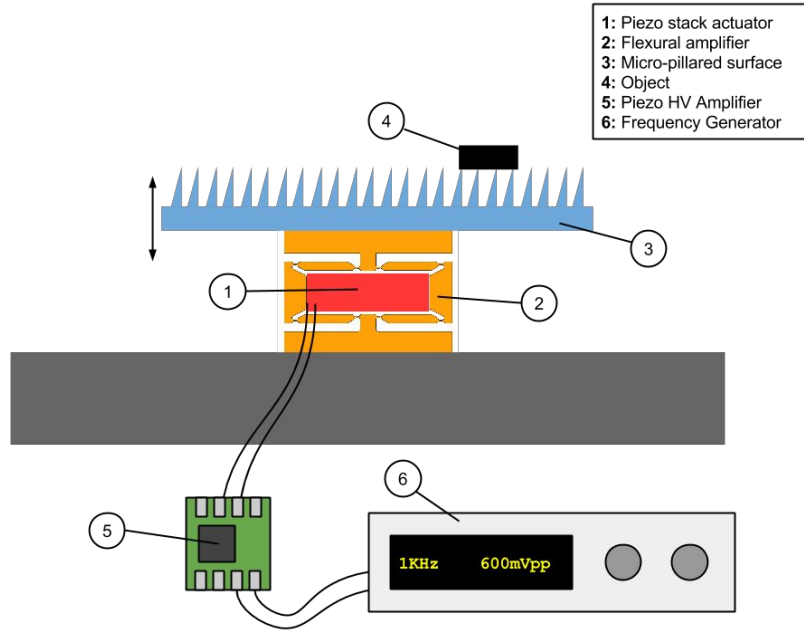 1: Piezo stack actuator
2: Flexural amplifier
3: Micro-pillared surface
4: Object
5: Piezo HV Amplifier
6: Frequency Generator
4
3
1
2
6
5
1KHz 600mVpp